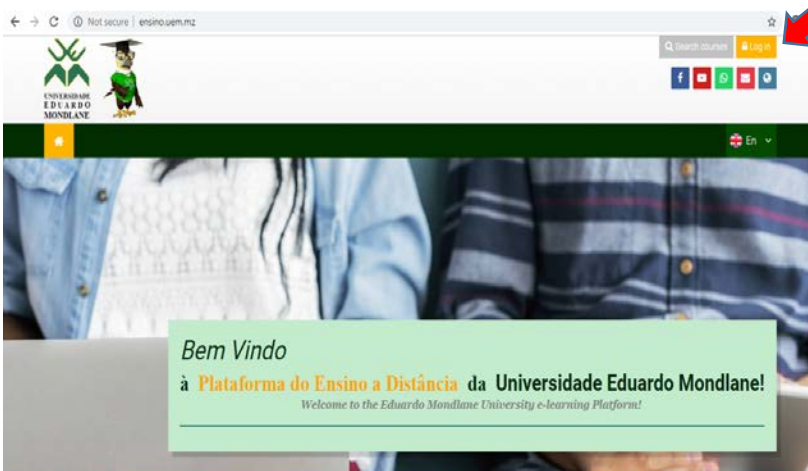 Not secure | ensino.uem.mz
Search courses
Log in
UNIVERSIDADE
EDUARDO
MONDLANE
En
Bem Vindo
à Plataforma do Ensino a Distância da Universidade Eduardo Mondlane!
Welcome to the Eduardo Mondlane University e-learning Platform!